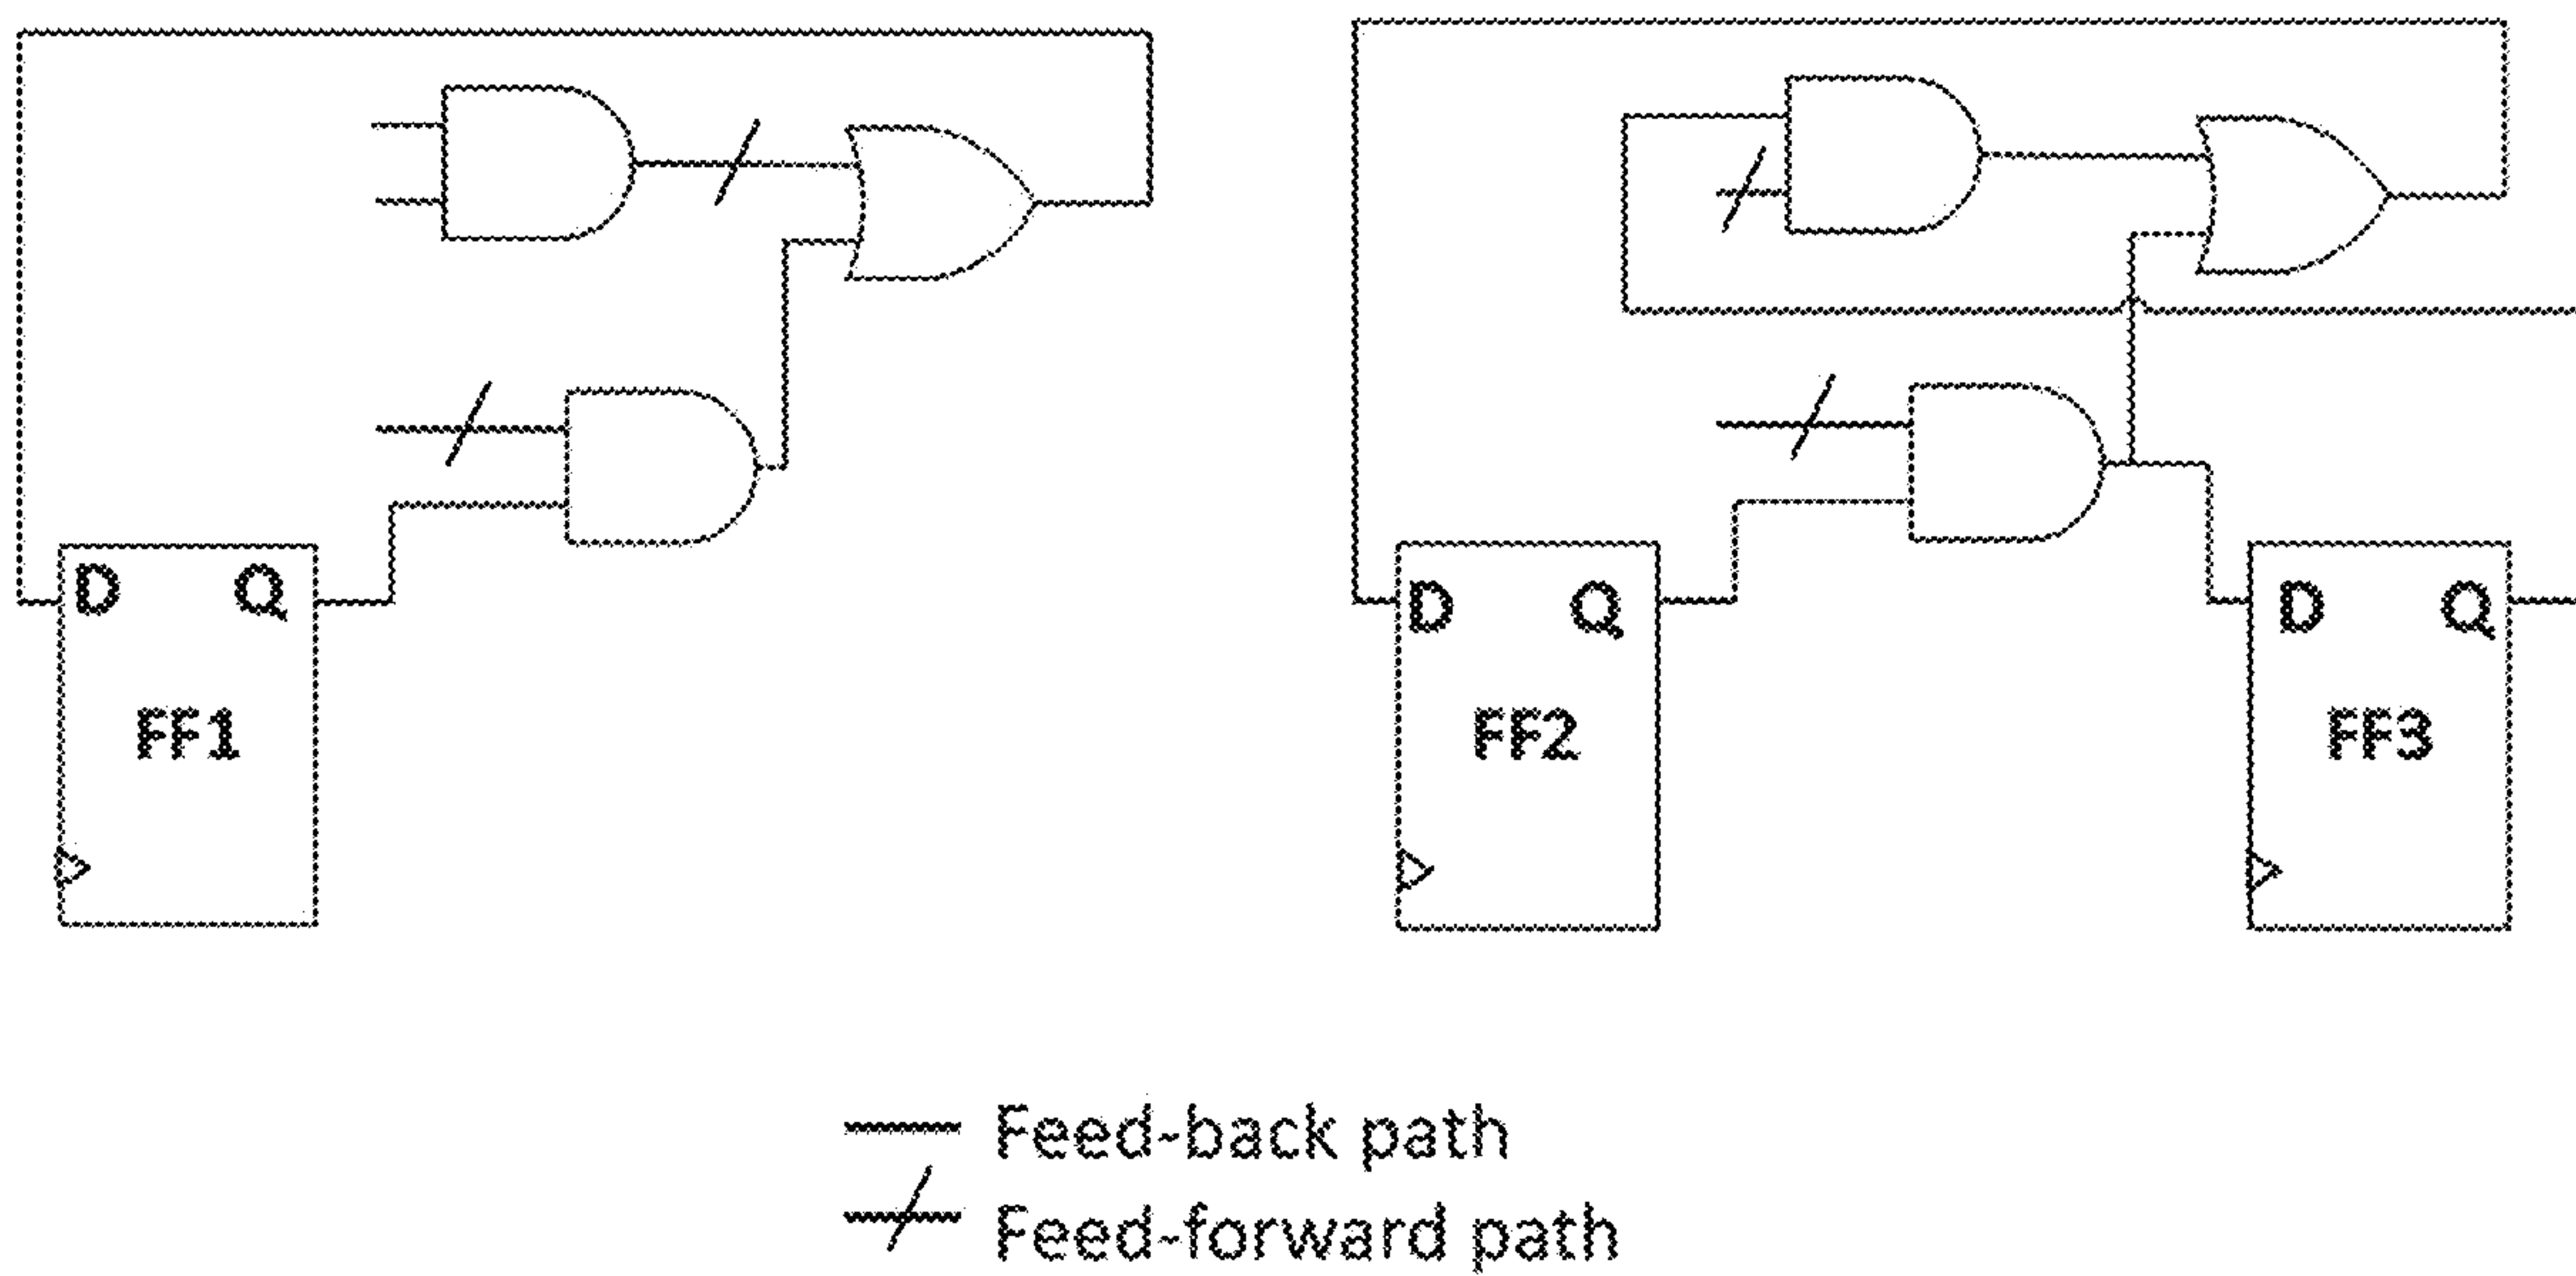 D Q
FF1
D Q
FF2
D Q
FF3
Feed-back path
Feed-forward path